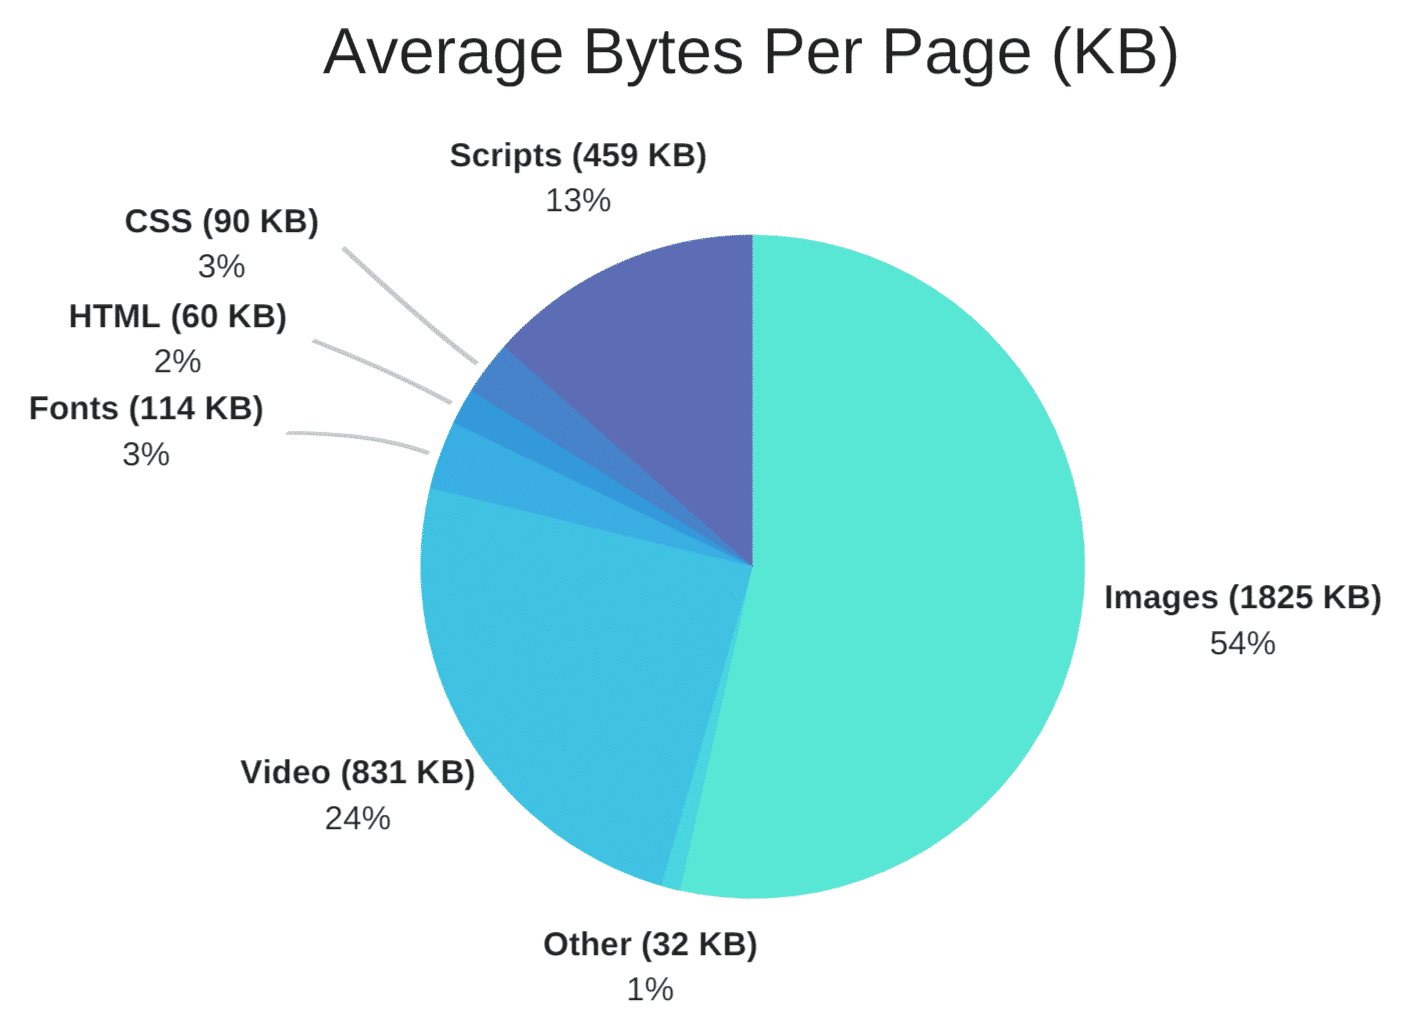 Average Bytes Per Page (KB)
Scripts (459 KB)
13%
CSS (90 KB)
3%
HTML (60 KB)
2%
Fonts (114 KB)
3%
Images (1825 KB)
54%
Video (831 KB)
24%
Other (32 KB)
1%